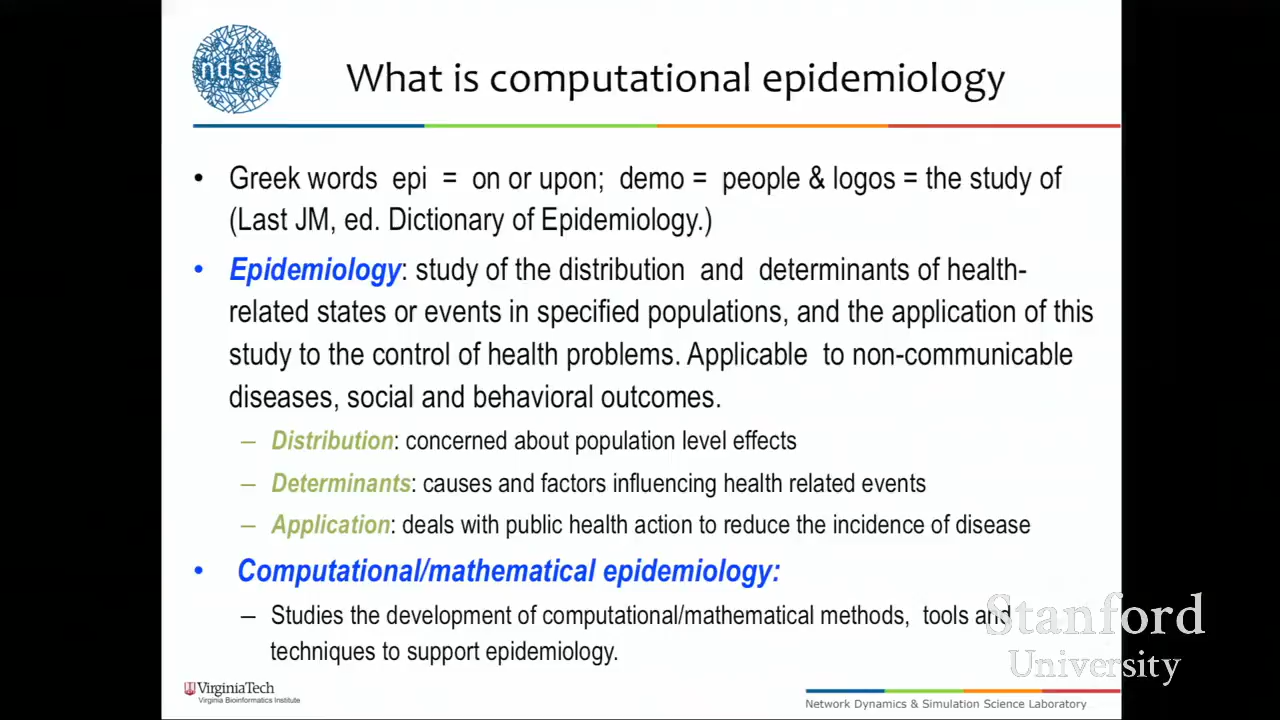 ndssl
What is computational epidemiology
• Greek words epi = on or upon; demo = people & logos = the study of
(Last JM, ed. Dictionary of Epidemiology.)
• Epidemiology: study of the distribution and determinants of health-
related states or events in specified populations, and the application of this
study to the control of health problems. Applicable to non-communicable
diseases, social and behavioral outcomes.
– Distribution: concerned about population level effects
– Determinants: causes and factors influencing health related events
– Application: deals with public health action to reduce the incidence of disease
• Computational/mathematical epidemiology:
– Studies the development of computational/mathematical methods, tools and
techniques to support epidemiology.
Stanford
University
VirginiaTech
Virginia Bioinformatics Institute
Network Dynamics & Simulation Science Laboratory